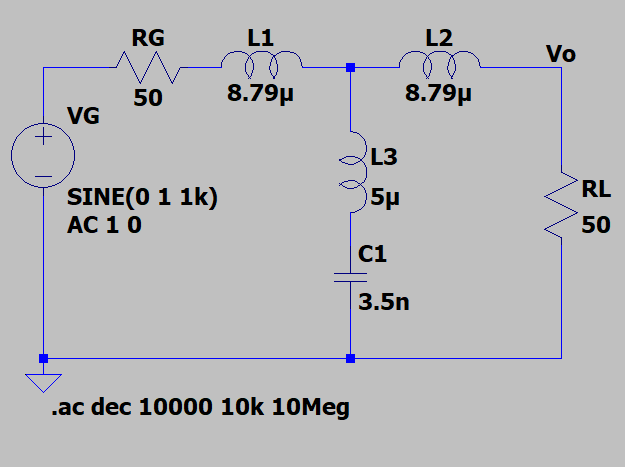 RG
L1
L2
Vo
50
8.79µ
8.79µ
VG
L3
SINE(0 1 1k)
5µ
RL
AC 1 0
50
C1
3.5n
.ac dec 10000 10k 10Meg